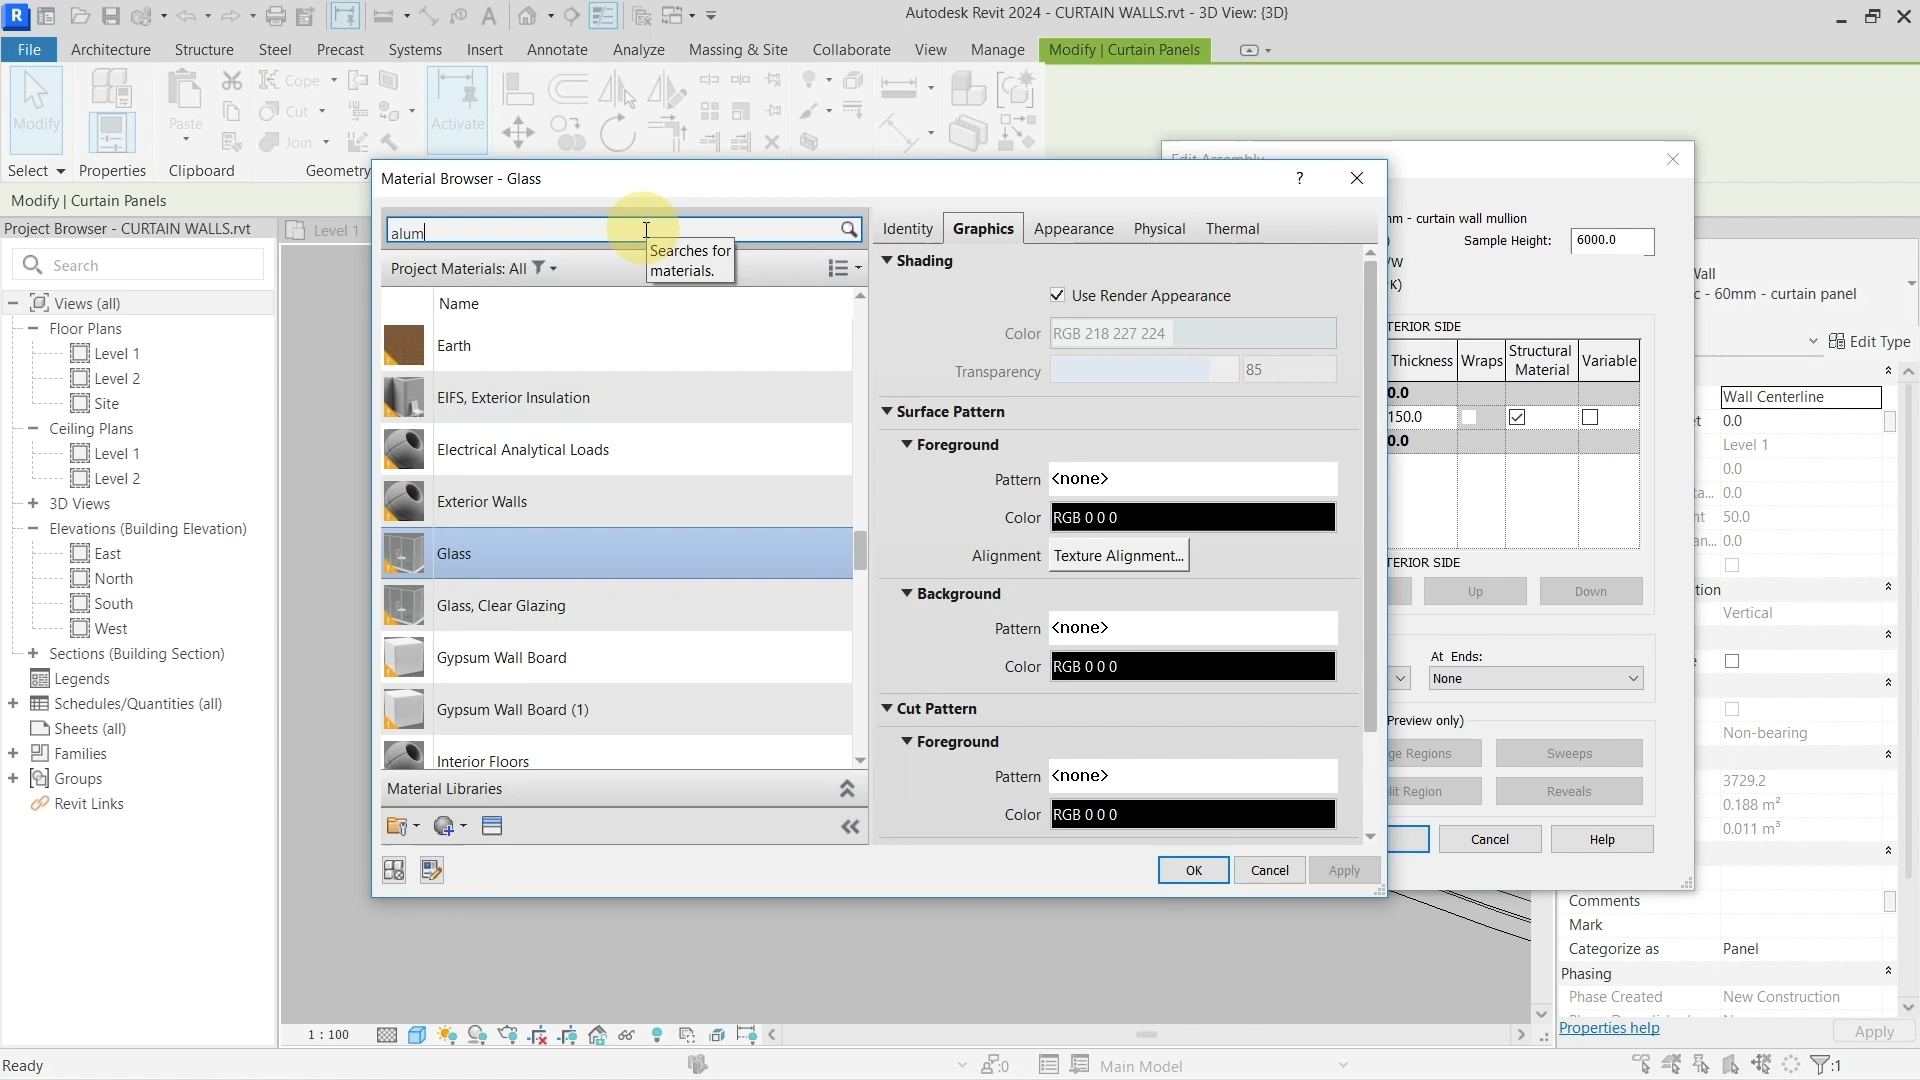 Autodesk Revit 2024 - CURTAIN WALLS.rvt - 3D View: {3D}
File Architecture Structure Steel Precast Systems Insert Annotate Analyze Massing & Site Collaborate View Manage Modify | Curtain Panels
Modify
Paste
Cope
Cut
Join
Activate
Select Properties Clipboard Geometry
Modify | Curtain Panels
Project Browser - CURTAIN WALLS.rvt
Search
Views (all)
Floor Plans
Level 1
Level 2
Site
Ceiling Plans
Level 1
Level 2
3D Views
Elevations (Building Elevation)
East
North
South
West
Sections (Building Section)
Legends
Schedules/Quantities (all)
Sheets (all)
Families
Groups
Revit Links
Level 1
Material Browser - Glass
?
alum
Searches for
materials.
Project Materials: All
Name
Earth
EIFS, Exterior Insulation
Electrical Analytical Loads
Exterior Walls
Glass
Glass, Clear Glazing
Gypsum Wall Board
Gypsum Wall Board (1)
Interior Floors
Material Libraries
Identity Graphics Appearance Physical Thermal
Shading
Use Render Appearance
Color RGB 218 227 224
Transparency 85
Surface Pattern
Foreground
Pattern <none>
Color RGB 0 0 0
Alignment Texture Alignment...
Background
Pattern <none>
Color RGB 0 0 0
Cut Pattern
Foreground
Pattern <none>
Color RGB 0 0 0
OK Cancel Apply
m - curtain wall mullion
Sample Height: 6000.0
/W
K)
TERIOR SIDE
Thickness Wraps Structural Material Variable
0.0
150.0
0.0
TERIOR SIDE
Up Down
At Ends:
None
Preview only)
ge Regions Sweeps
lit Region Reveals
Cancel Help
Wall
c - 60mm - curtain panel
Edit Type
Wall Centerline
et 0.0
Level 1
0.0
ta... 0.0
nt 50.0
an... 0.0
tion
Vertical
Non-bearing
3729.2
0.188 m²
0.011 m³
Comments
Mark
Categorize as Panel
Phasing
Phase Created New Construction
Properties help Apply
1 : 100
Ready
:0
Main Model
:1